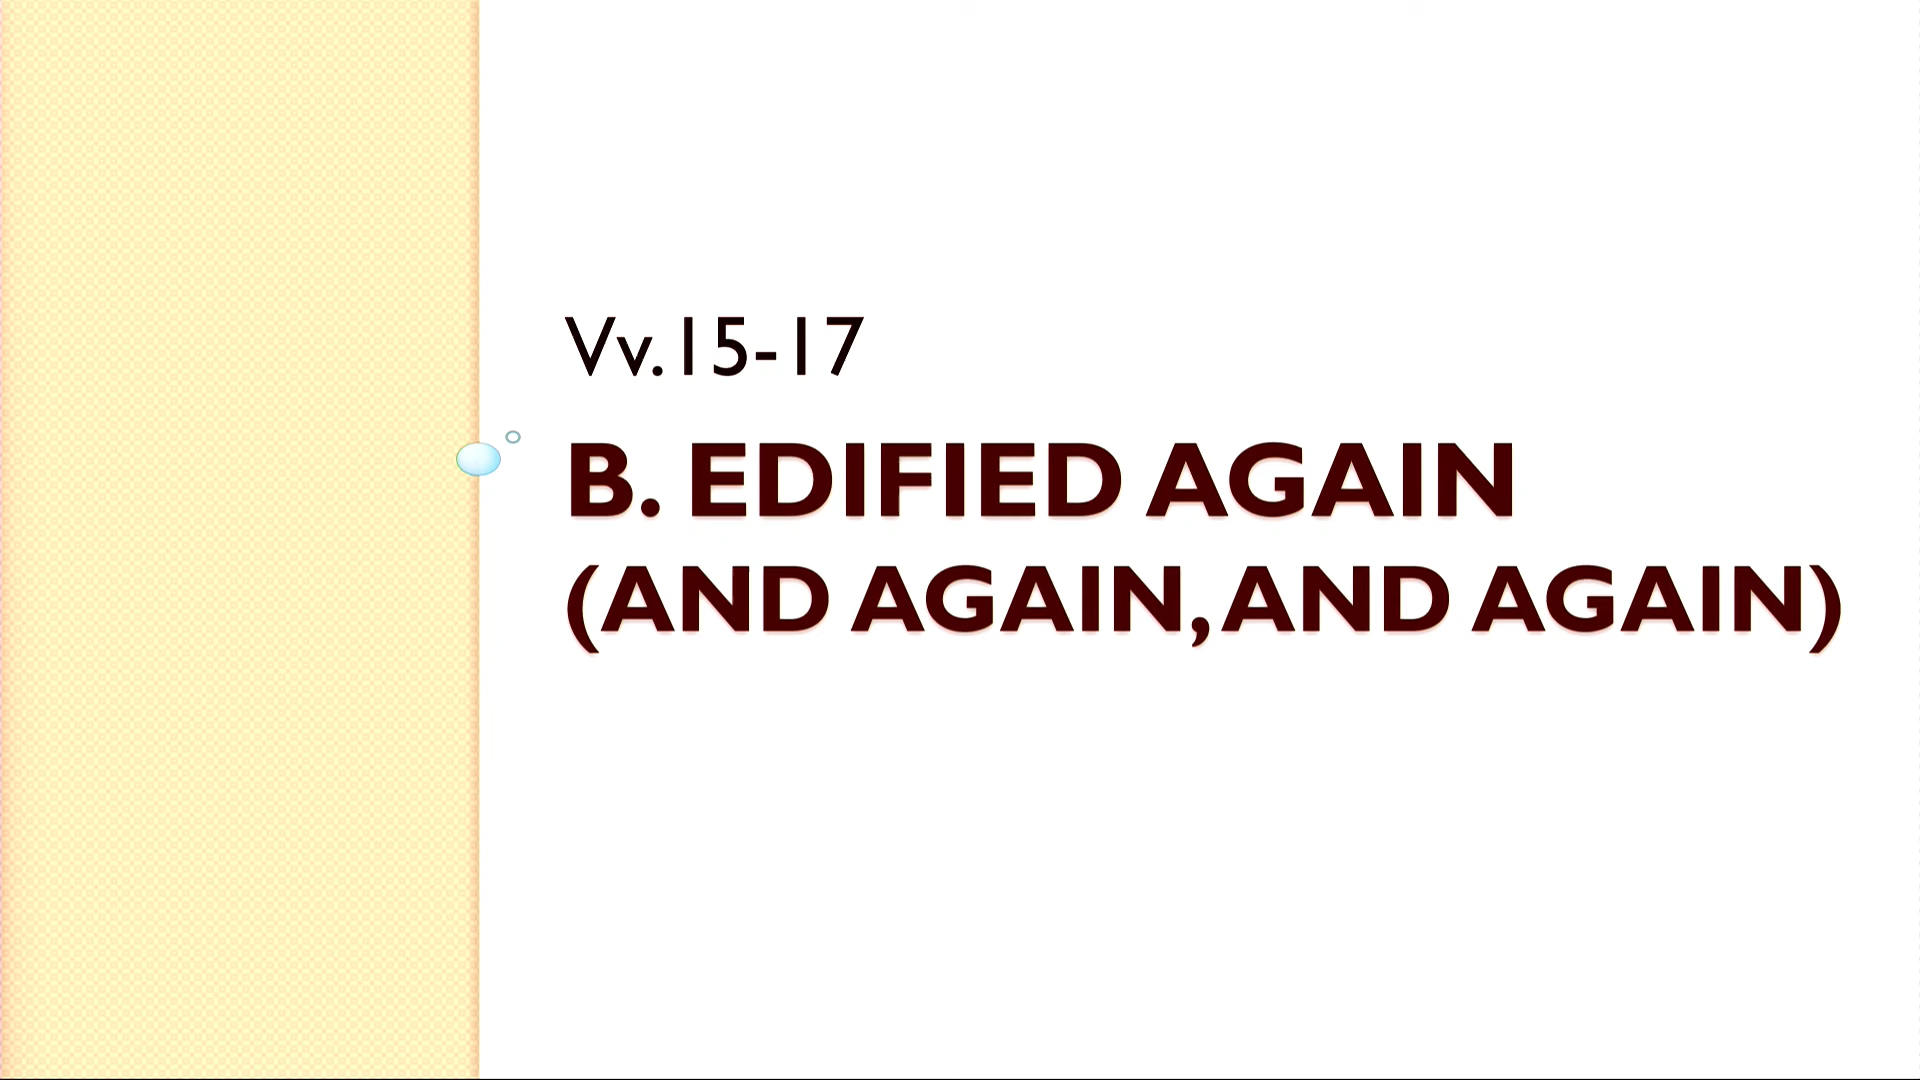 Vv.15-17
B. EDIFIED AGAIN
(AND AGAIN, AND AGAIN)